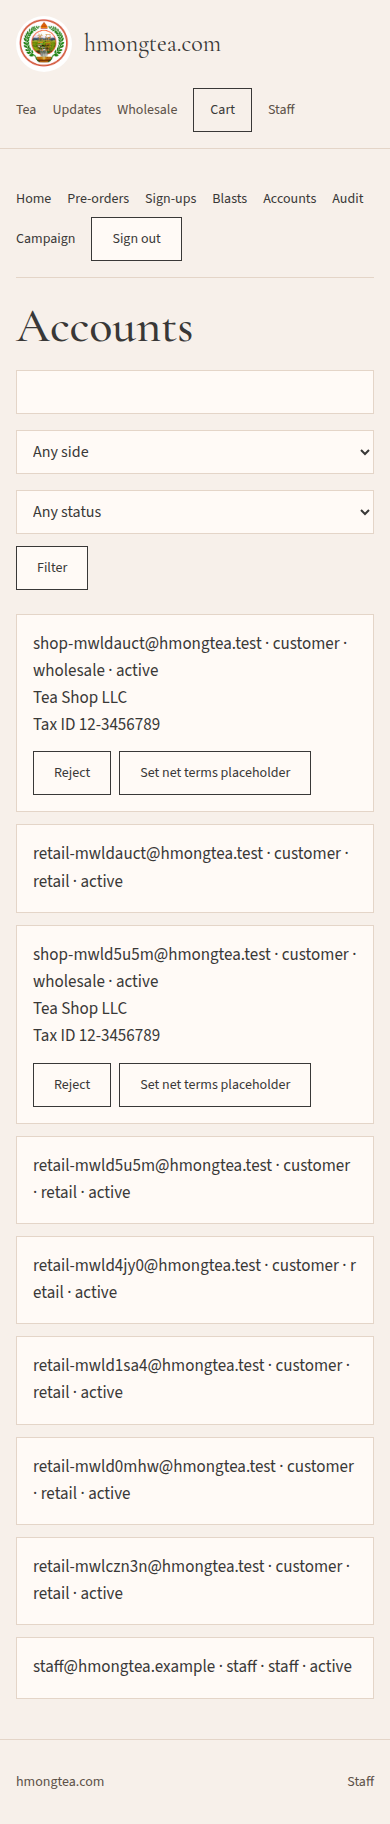 hmongtea.com
Tea Updates Wholesale Cart Staff
Home Pre-orders Sign-ups Blasts Accounts Audit
Campaign Sign out
Accounts
Any side
Any status
Filter
shop-mwldauct@hmongtea.test · customer ·
wholesale · active
Tea Shop LLC
Tax ID 12-3456789
Reject Set net terms placeholder
retail-mwldauct@hmongtea.test · customer ·
retail · active
shop-mwld5u5m@hmongtea.test · customer ·
wholesale · active
Tea Shop LLC
Tax ID 12-3456789
Reject Set net terms placeholder
retail-mwld5u5m@hmongtea.test · customer
· retail · active
retail-mwld4jy0@hmongtea.test · customer · r
etail · active
retail-mwld1sa4@hmongtea.test · customer ·
retail · active
retail-mwld0mhw@hmongtea.test · customer
· retail · active
retail-mwlczn3n@hmongtea.test · customer ·
retail · active
staff@hmongtea.example · staff · staff · active
hmongtea.com Staff